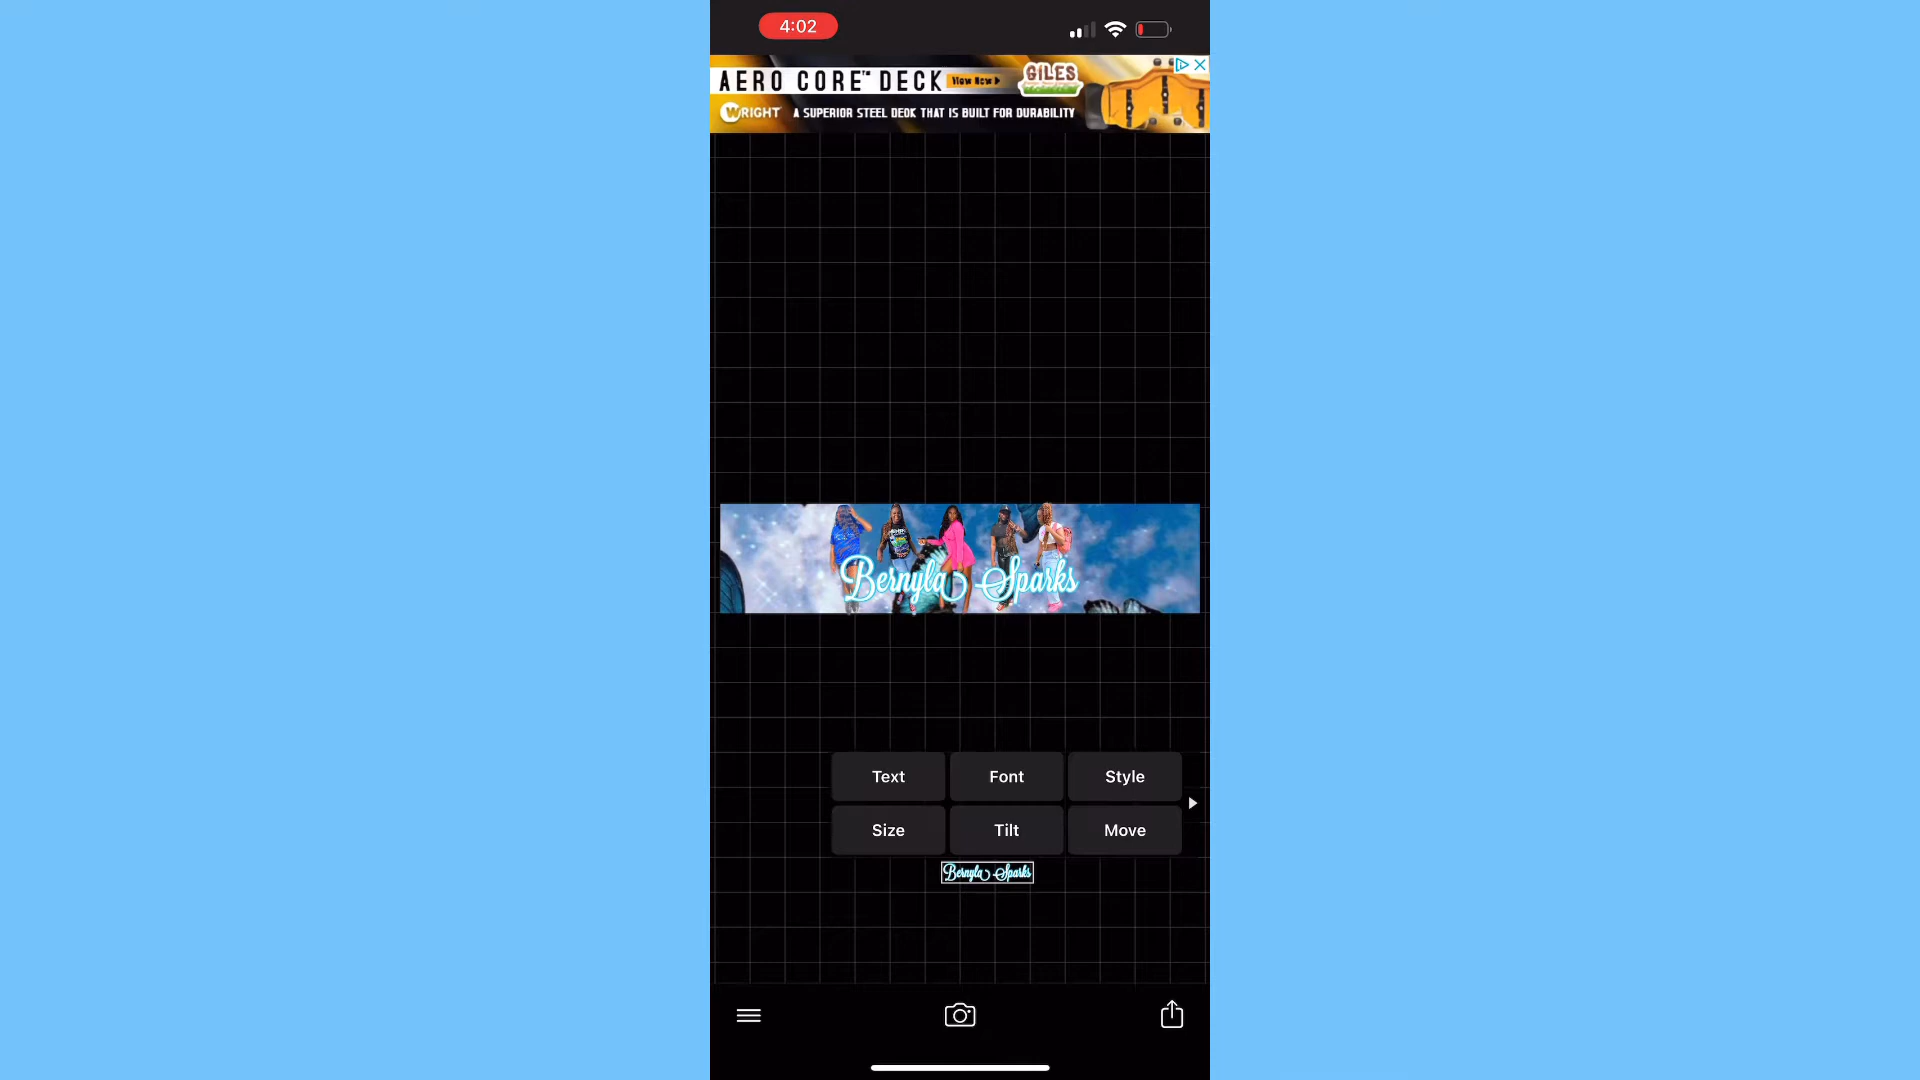 4:02
AERO CORE™ DECK View Now GILES
WRIGHT A SUPERIOR STEEL DECK THAT IS BUILT FOR DURABILITY
Bernyla Sparks
Text Font Style
Size Tilt Move
Bernyla Sparks